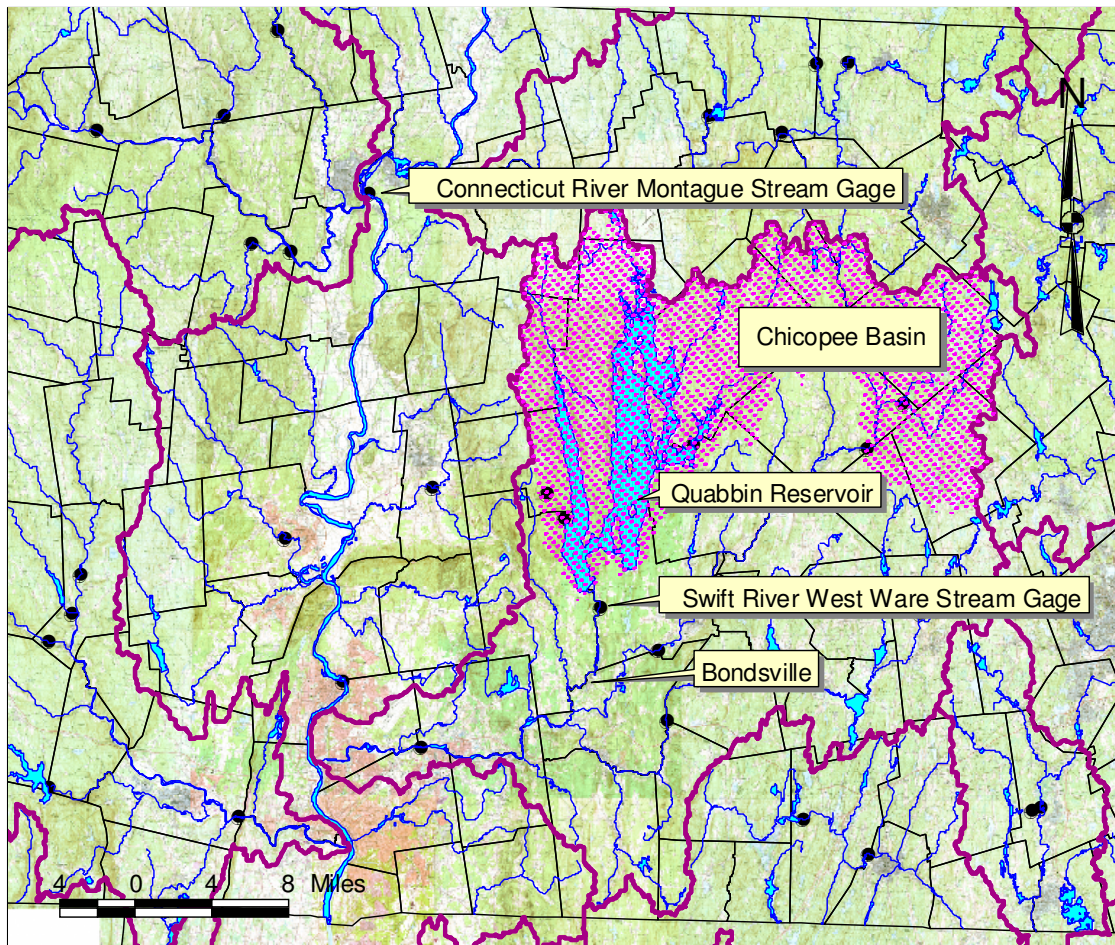 N
Connecticut River Montague Stream Gage
Chicopee Basin
Quabbin Reservoir
Swift River West Ware Stream Gage
Bondsville
4 0 4 8 Miles